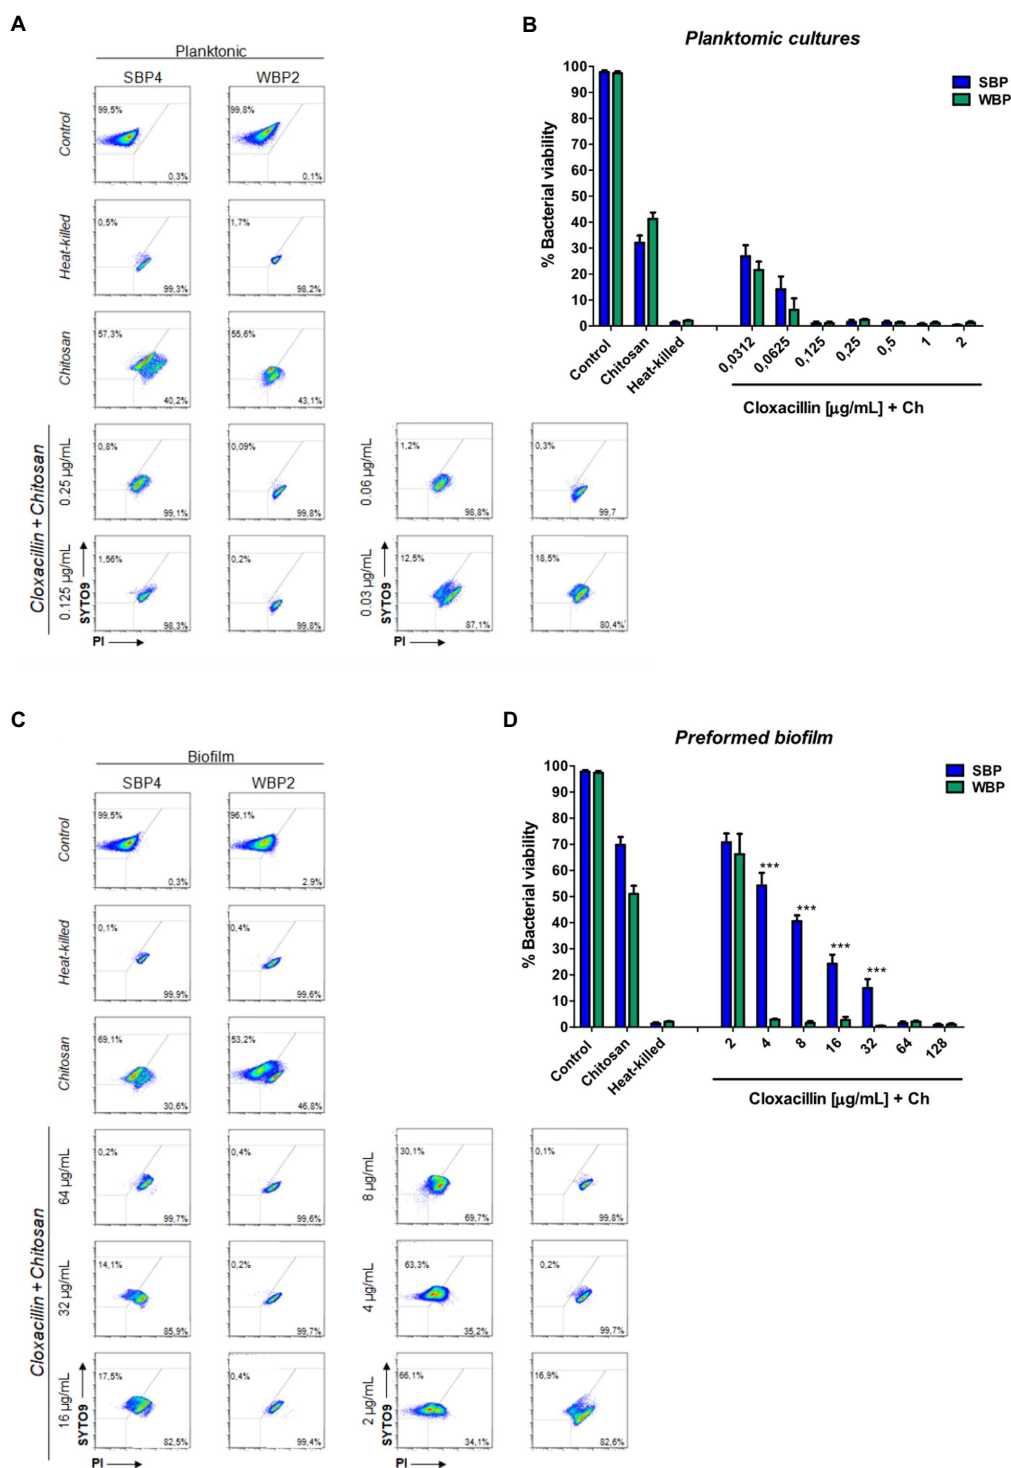 A
Planktonic
SBP4
WBP2
Control
99,5%
0,3%
99,8%
0,1%
Heat-killed
0,5%
99,3%
1,7%
98,2%
Chitosan
57,3%
40,2%
55,6%
43,1%
Cloxacillin + Chitosan
0.25 µg/mL
0,8%
99,1%
0,09%
99,8%
0.06 µg/mL
1,2%
98,8%
0,3%
99,7
0.125 µg/mL
1,56%
98,3%
0,2%
99,8%
0.03 µg/mL
12,5%
87,1%
18,5%
80,4%
SYTO9
PI
SYTO9
PI
B
Planktomic cultures
% Bacterial viability
100
90
80
70
60
50
40
30
20
10
0
SBP
WBP
Control
Chitosan
Heat-killed
0,0312
0,0625
0,125
0,25
0,5
1
2
Cloxacillin [µg/mL] + Ch
C
Biofilm
SBP4
WBP2
Control
99,5%
0,3%
96,1%
2.9%
Heat-killed
0,1%
99,9%
0,4%
99,6%
Chitosan
69,1%
30,6%
53,2%
46,8%
Cloxacillin + Chitosan
64 µg/mL
0,2%
99,7%
0,4%
99,6%
8 µg/mL
30,1%
69,7%
0,1%
99,8%
32 µg/mL
14,1%
85,9%
0,2%
99,7%
4 µg/mL
63,3%
35,2%
0,2%
99,7%
16 µg/mL
17,5%
82,5%
0,4%
99,4%
2 µg/mL
66,1%
34,1%
16,9%
82,6%
SYTO9
PI
SYTO9
PI
D
Preformed biofilm
% Bacterial viability
100
90
80
70
60
50
40
30
20
10
0
SBP
WBP
***
***
***
***
Control
Chitosan
Heat-killed
2
4
8
16
32
64
128
Cloxacillin [µg/mL] + Ch